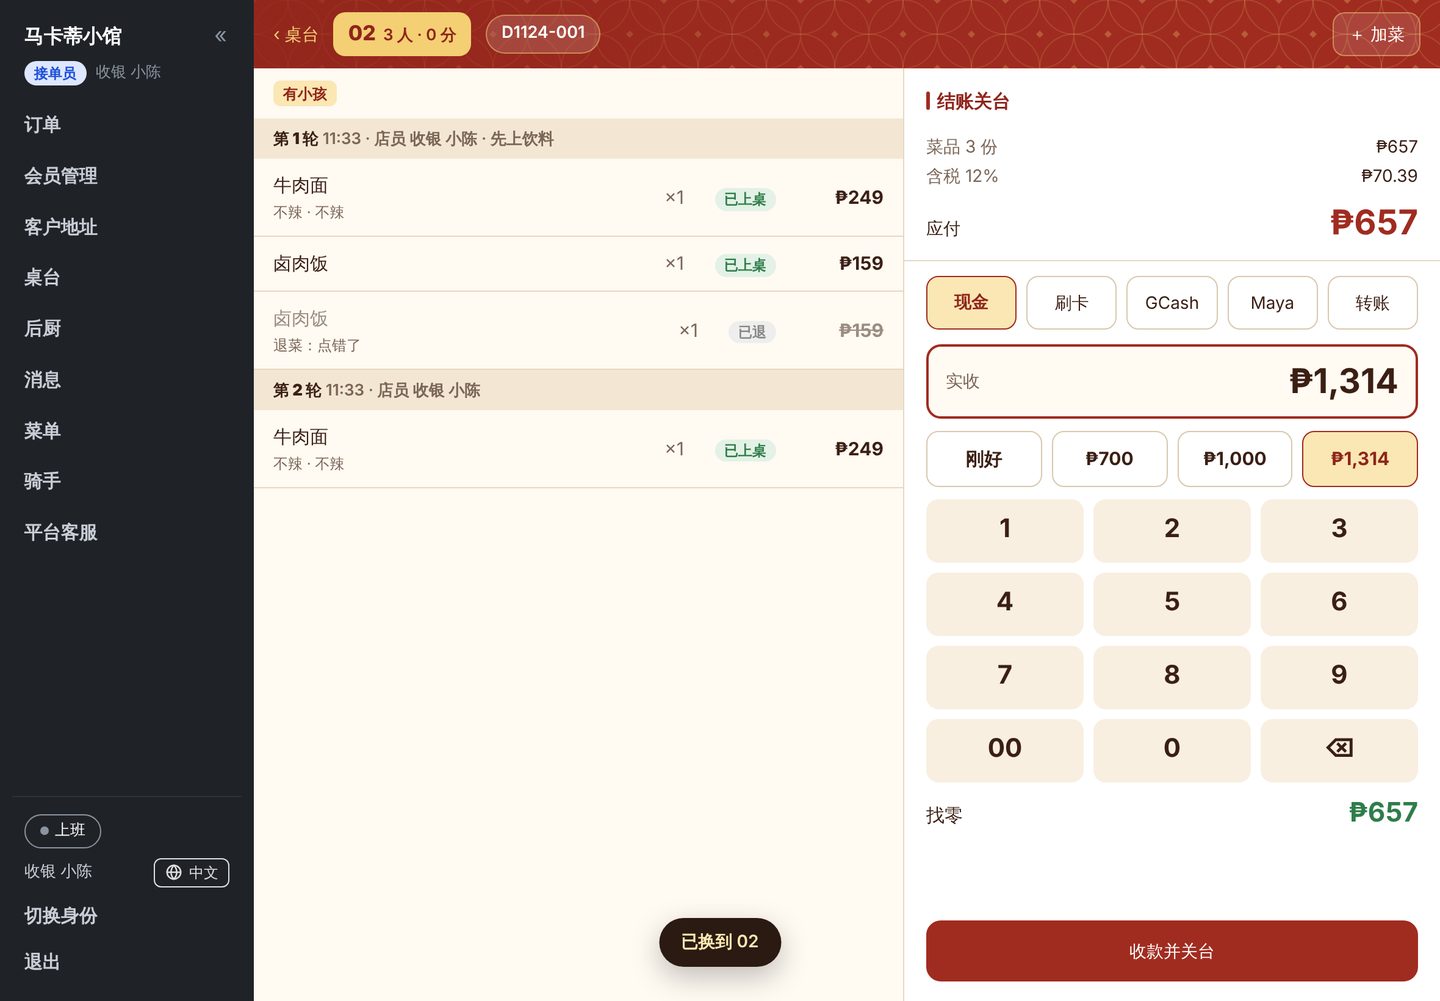 马卡蒂小馆 «
接单员 收银 小陈
订单
会员管理
客户地址
桌台
后厨
消息
菜单
骑手
平台客服
上班
收银 小陈 中文
切换身份
退出
‹ 桌台 02 3 人 · 0 分 D1124-001 + 加菜
有小孩
第 1 轮 11:33 · 店员 收银 小陈 · 先上饮料
牛肉面 ×1 已上桌 ₱249
不辣 · 不辣
卤肉饭 ×1 已上桌 ₱159
卤肉饭 ×1 已退 ₱159
退菜：点错了
第 2 轮 11:33 · 店员 收银 小陈
牛肉面 ×1 已上桌 ₱249
不辣 · 不辣
已换到 02
结账关台
菜品 3 份 ₱657
含税 12% ₱70.39
应付 ₱657
现金 刷卡 GCash Maya 转账
实收 ₱1,314
刚好 ₱700 ₱1,000 ₱1,314
1 2 3
4 5 6
7 8 9
00 0
找零 ₱657
收款并关台